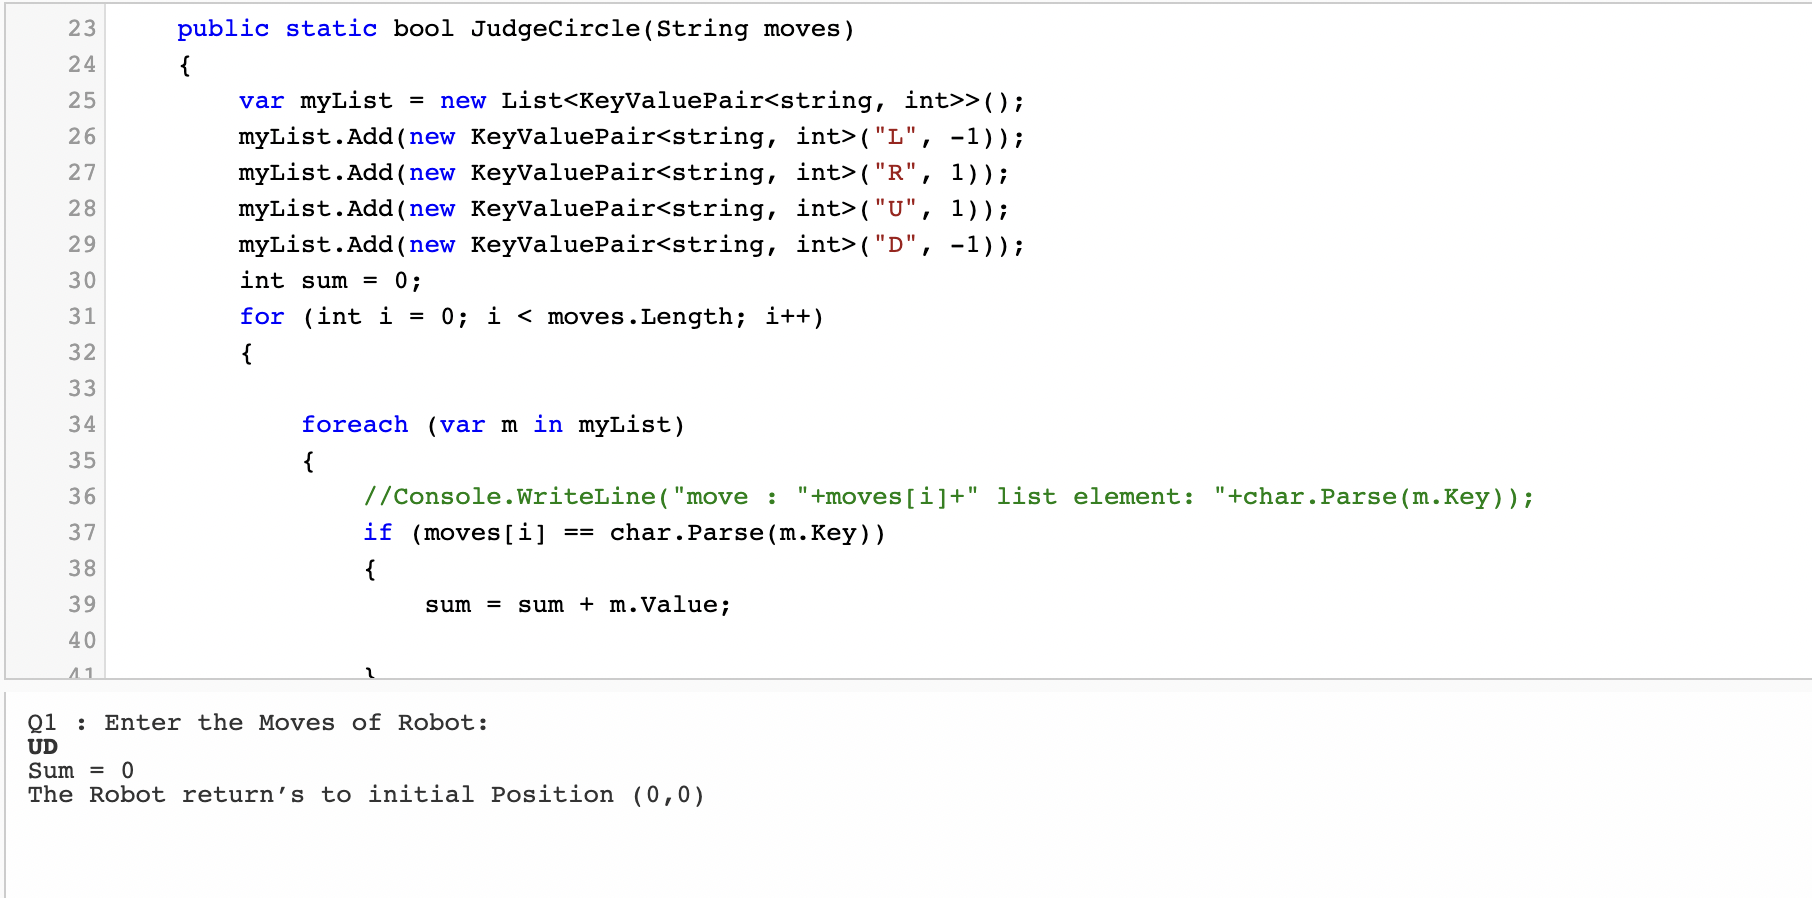 23 public static bool JudgeCircle(String moves)
24 {
25 var myList = new List<KeyValuePair<string, int>>();
26 myList.Add(new KeyValuePair<string, int>("L", -1));
27 myList.Add(new KeyValuePair<string, int>("R", 1));
28 myList.Add(new KeyValuePair<string, int>("U", 1));
29 myList.Add(new KeyValuePair<string, int>("D", -1));
30 int sum = 0;
31 for (int i = 0; i < moves.Length; i++)
32 {
33
34 foreach (var m in myList)
35 {
36 //Console.WriteLine("move : "+moves[i]+" list element: "+char.Parse(m.Key));
37 if (moves[i] == char.Parse(m.Key))
38 {
39 sum = sum + m.Value;
40
41 }
Q1 : Enter the Moves of Robot:
UD
Sum = 0
The Robot return’s to initial Position (0,0)